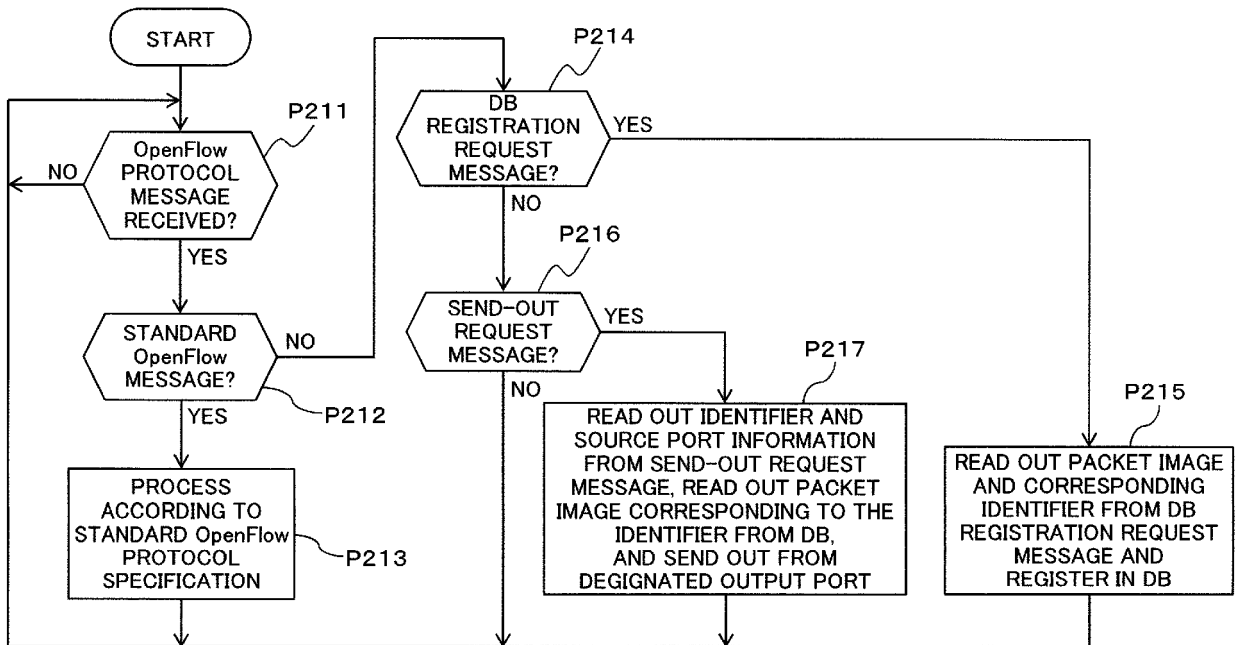 START
P211
OpenFlow
PROTOCOL
MESSAGE
RECEIVED?
NO
YES
STANDARD
OpenFlow
MESSAGE?
NO
P212
YES
PROCESS
ACCORDING TO
STANDARD OpenFlow
PROTOCOL
SPECIFICATION
P213
P214
DB
REGISTRATION
REQUEST
MESSAGE?
YES
NO
P216
SEND-OUT
REQUEST
MESSAGE?
YES
NO
P217
READ OUT IDENTIFIER AND
SOURCE PORT INFORMATION
FROM SEND-OUT REQUEST
MESSAGE, READ OUT PACKET
IMAGE CORRESPONDING TO THE
IDENTIFIER FROM DB,
AND SEND OUT FROM
DEGIGNATED OUTPUT PORT
P215
READ OUT PACKET IMAGE
AND CORRESPONDING
IDENTIFIER FROM DB
REGISTRATION REQUEST
MESSAGE AND
REGISTER IN DB